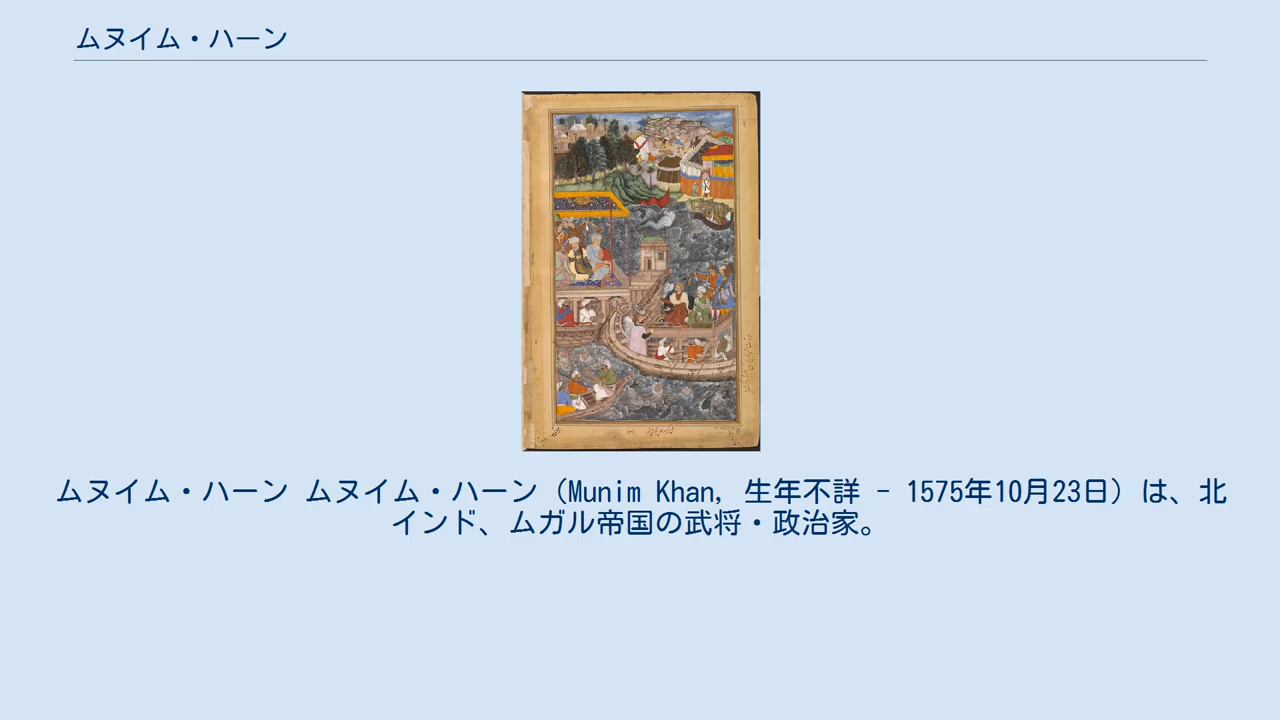 ムヌイム・ハーン
ムヌイム・ハーン ムヌイム・ハーン（Munim Khan, 生年不詳 - 1575年10月23日）は、北
インド、ムガル帝国の武将・政治家。